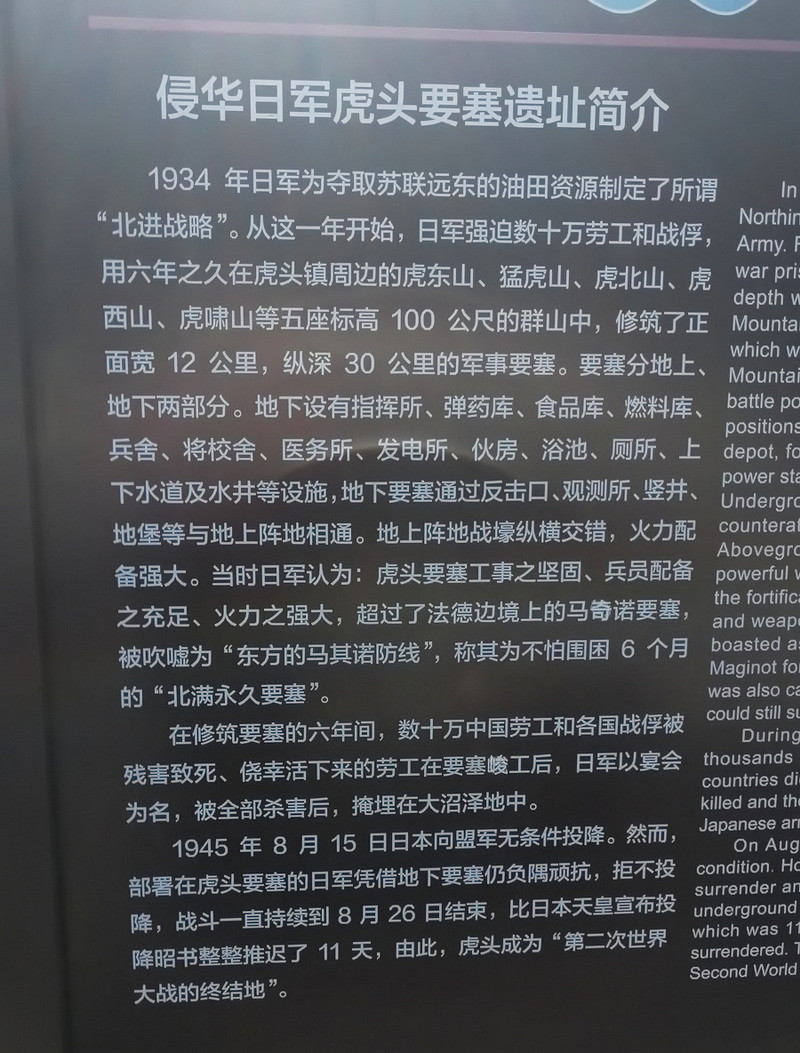 侵华日军虎头要塞遗址简介
1934 年日军为夺取苏联远东的油田资源制定了所谓
“北进战略”。从这一年开始，日军强迫数十万劳工和战俘，
用六年之久在虎头镇周边的虎东山、猛虎山、虎北山、虎
西山、虎啸山等五座标高 100 公尺的群山中，修筑了正
面宽 12 公里，纵深 30 公里的军事要塞。要塞分地上、
地下两部分。地下设有指挥所、弹药库、食品库、燃料库、
兵舍、将校舍、医务所、发电所、伙房、浴池、厕所、上
下水道及水井等设施，地下要塞通过反击口、观测所、竖井、
地堡等与地上阵地相通。地上阵地战壕纵横交错，火力配
备强大。当时日军认为：虎头要塞工事之坚固、兵员配备
之充足、火力之强大，超过了法德边境上的马奇诺要塞，
被吹嘘为“东方的马其诺防线”，称其为不怕围困 6 个月
的“北满永久要塞”。
在修筑要塞的六年间，数十万中国劳工和各国战俘被
残害致死、侥幸活下来的劳工在要塞峻工后，日军以宴会
为名，被全部杀害后，掩埋在大沼泽地中。
1945 年 8 月 15 日日本向盟军无条件投降。然而，
部署在虎头要塞的日军凭借地下要塞仍负隅顽抗，拒不投
降，战斗一直持续到 8 月 26 日结束，比日本天皇宣布投
降昭书整整推迟了 11 天，由此，虎头成为“第二次世界
大战的终结地”。
In
Northin
Army. F
war pris
depth w
Mountai
which w
Mountai
battle po
positions
depot, fo
power sta
Undergro
counterat
Abovegro
powerful w
the fortifica
and weapo
boasted as
Maginot for
was also ca
could still su
During
thousands
countries die
killed and the
Japanese arm
On Aug
condition. Ho
surrender an
underground
which was 11
surrendered. T
Second World